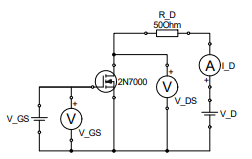 R_D
50Ohm
+
A
I_D
+
2N7000
+
V
V_DS
+
V_D
V_GS
+
V
V_GS